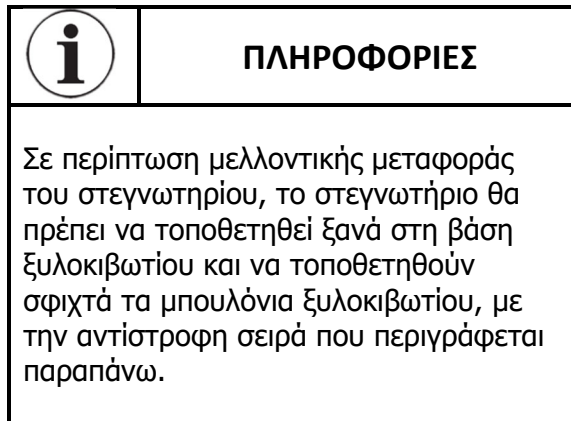 ΠΛΗΡΟΦΟΡΙΕΣ
Σε περίπτωση μελλοντικής μεταφοράς
του στεγνωτηρίου, το στεγνωτήριο θα
πρέπει να τοποθετηθεί ξανά στη βάση
ξυλοκιβωτίου και να τοποθετηθούν
σφιχτά τα μπουλόνια ξυλοκιβωτίου, με
την αντίστροφη σειρά που περιγράφεται
παραπάνω.